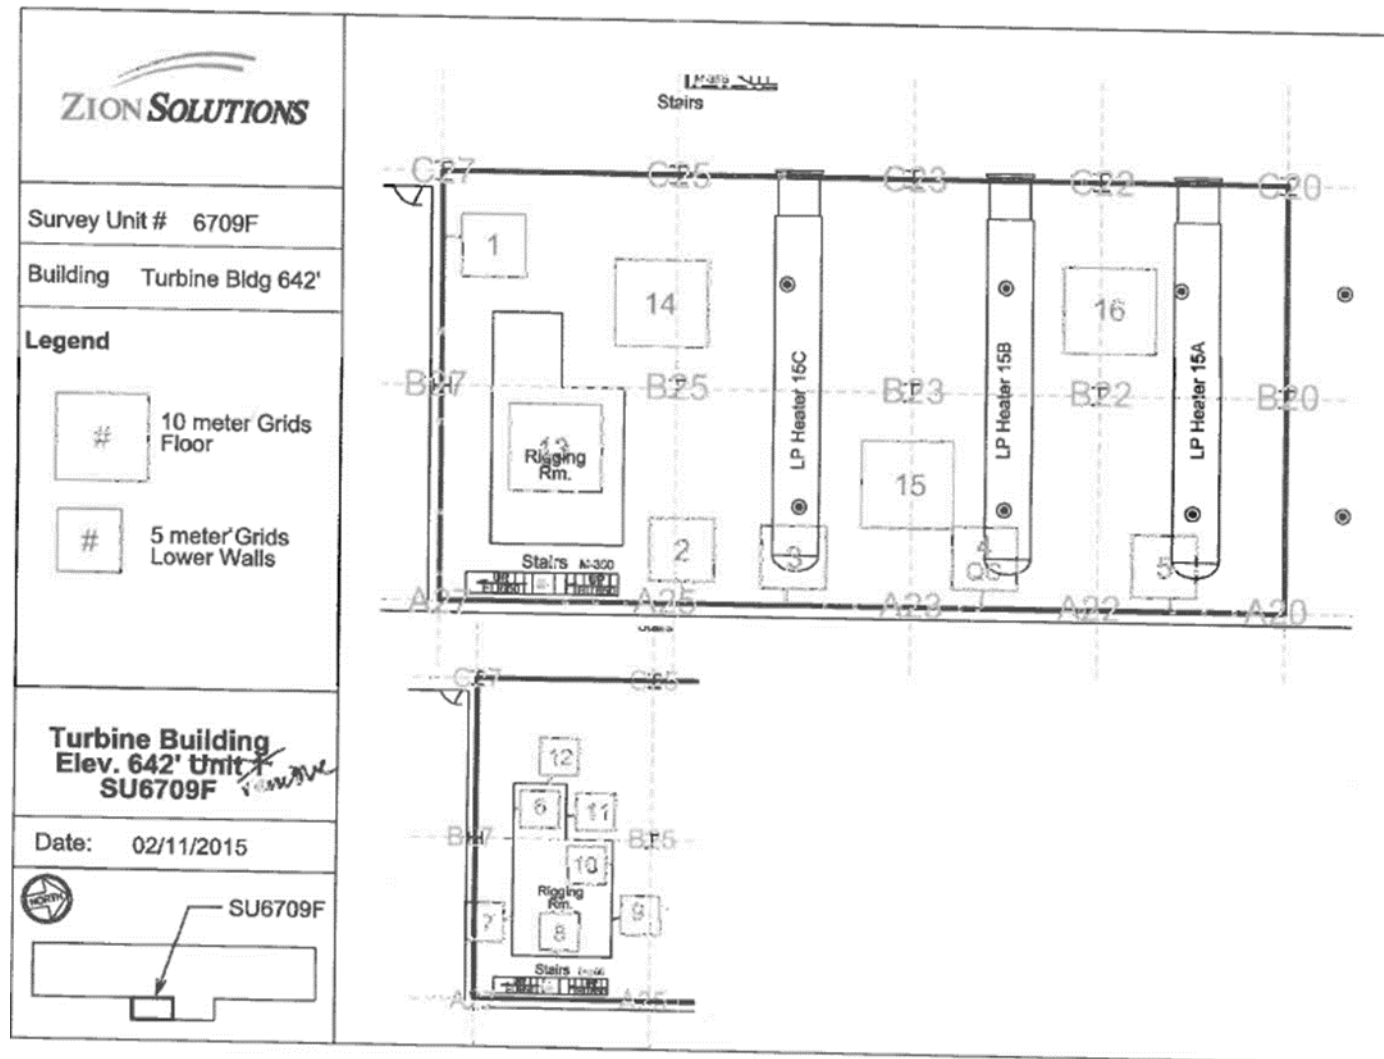 ZION SOLUTIONS
Survey Unit # 6709F
Building Turbine Bldg 642'
Legend
# 10 meter Grids
Floor
# 5 meter Grids
Lower Walls
Turbine Building
Elev. 642' Unit 1
SU6709F
Date: 02/11/2015
NORTH
SU6709F
Stairs
C27 C25 C23 C22 C20
1
14
16
B27 B25 B23 B22 B20
LP Heater 15C
LP Heater 15B
LP Heater 15A
13
Rigging
Rm.
15
2
3
4
QC
5
Stairs
A27 A25 A23 A22 A20
Stairs
C27 C25
12
6
11
B27 B25
10
Rigging
Rm.
7
8
9
Stairs
A27 A25